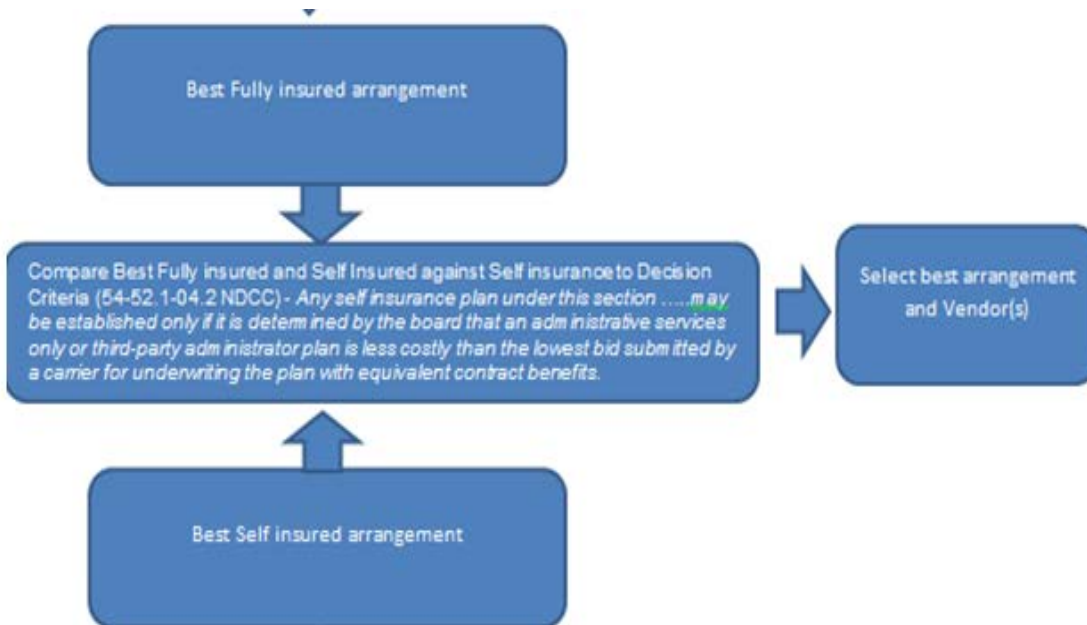 Best Fully insured arrangement
Compare Best Fully insured and Self Insured against Self insurance to Decision
Criteria (54-52.1-04.2 NDCC) - Any self insurance plan under this section .....may
be established only if it is determined by the board that an administrative services
only or third-party administrator plan is less costly than the lowest bid submitted by
a carrier for underwriting the plan with equivalent contract benefits.
Select best arrangement
and Vendor(s)
Best Self insured arrangement